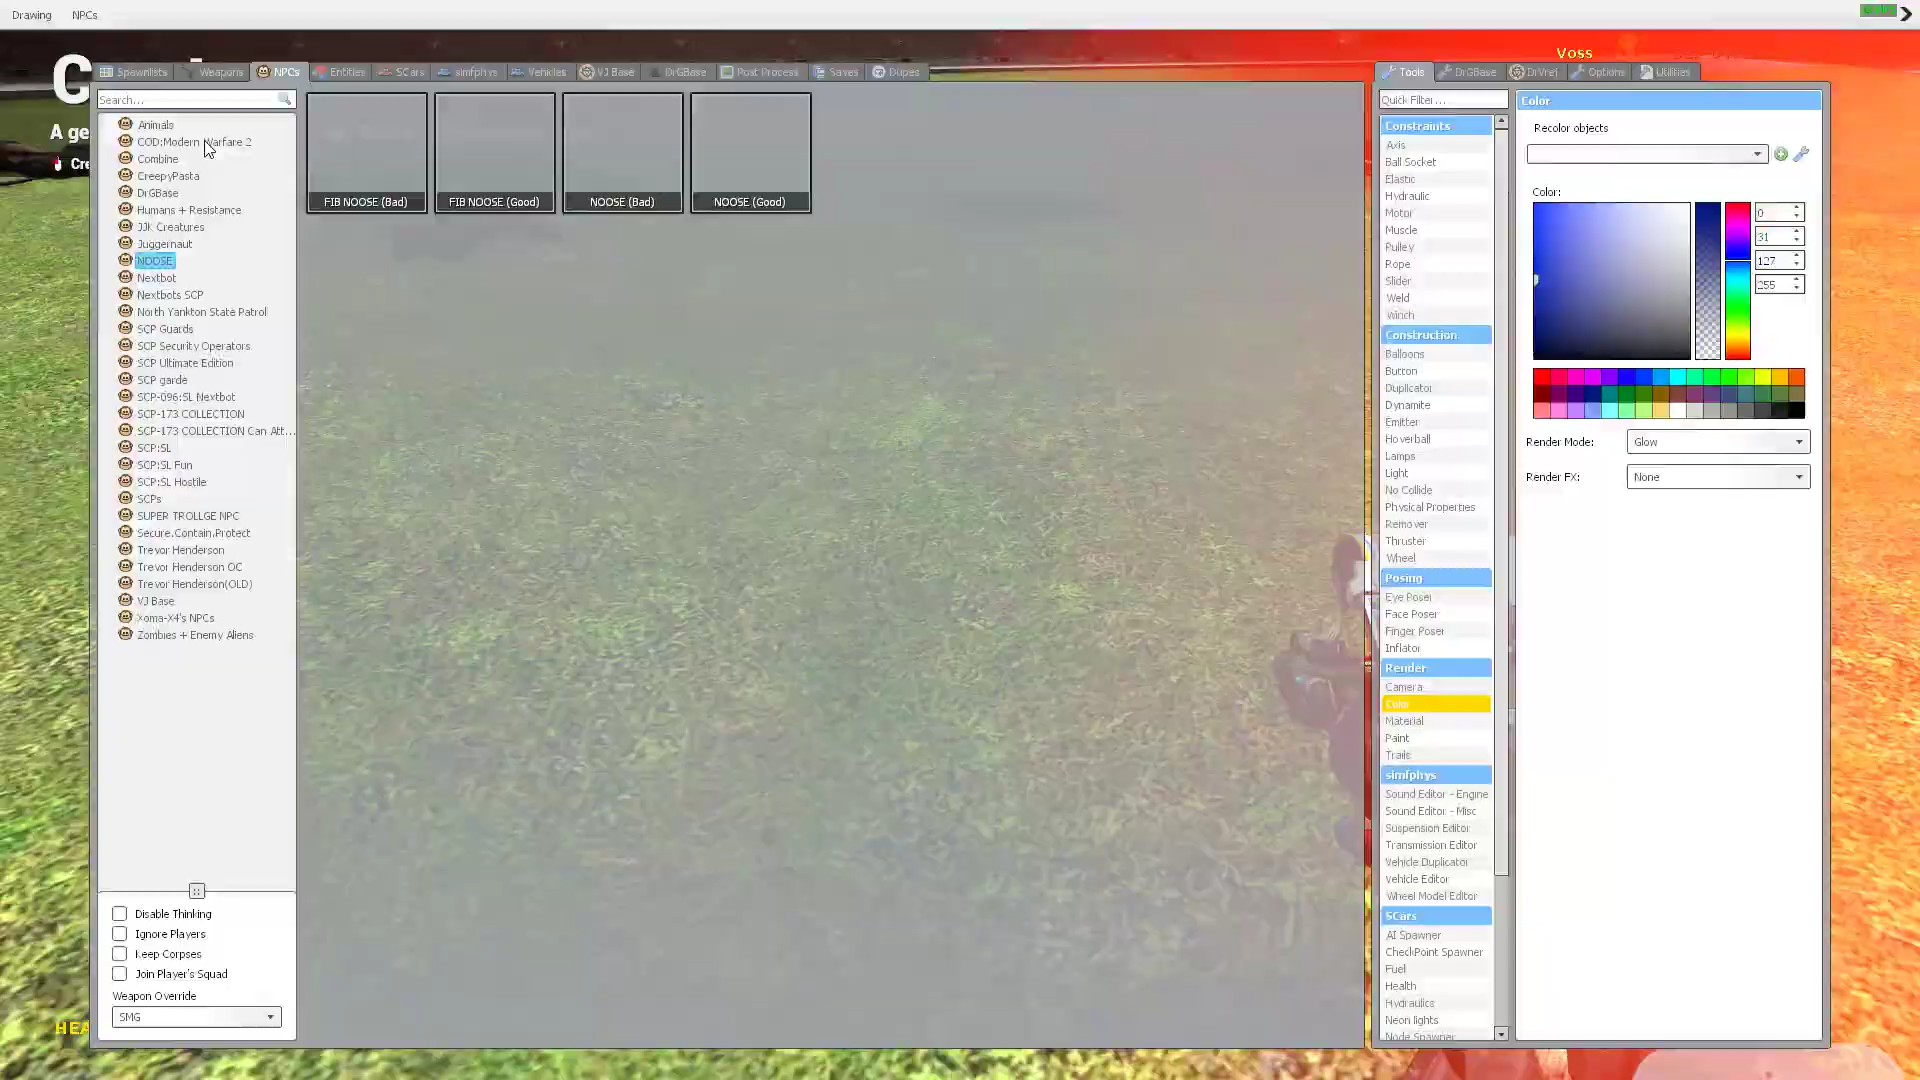 Drawing NPCs
Voss
C
A ge
Cre
HEA
Spawnlists Weapons NPCs Entities SCars simfphys Vehicles VJ Base DrGBase Post Process Saves Dupes
Search...
Animals
COD:Modern Warfare 2
Combine
CreepyPasta
DrGBase
Humans + Resistance
JJK Creatures
Juggernaut
NOOSE
Nextbot
Nextbots SCP
North Yankton State Patrol
SCP Guards
SCP Security Operators
SCP Ultimate Edition
SCP garde
SCP-096:SL Nextbot
SCP-173 COLLECTION
SCP-173 COLLECTION Can Att...
SCP:SL
SCP:SL Fun
SCP:SL Hostile
SCPs
SUPER TROLLGE NPC
Secure.Contain.Protect
Trevor Henderson
Trevor Henderson OC
Trevor Henderson(OLD)
VJ Base
Xoma-X4's NPCs
Zombies + Enemy Aliens
Disable Thinking
Ignore Players
Keep Corpses
Join Player's Squad
Weapon Override
SMG
FIB NOOSE (Bad)
FIB NOOSE (Good)
NOOSE (Bad)
NOOSE (Good)
Tools DrGBase DrVrej Options Utilities
Quick Filter ...
Constraints
Axis
Ball Socket
Elastic
Hydraulic
Motor
Muscle
Pulley
Rope
Slider
Weld
Winch
Construction
Balloons
Button
Duplicator
Dynamite
Emitter
Hoverball
Lamps
Light
No Collide
Physical Properties
Remover
Thruster
Wheel
Posing
Eye Poser
Face Poser
Finger Poser
Inflator
Render
Camera
Color
Material
Paint
Trails
simfphys
Sound Editor - Engine
Sound Editor - Misc
Suspension Editor
Transmission Editor
Vehicle Duplicator
Vehicle Editor
Wheel Model Editor
SCars
AI Spawner
CheckPoint Spawner
Fuel
Health
Hydraulics
Neon lights
Node Spawner
Color
Recolor objects
Color:
0
31
127
255
Render Mode: Glow
Render FX: None